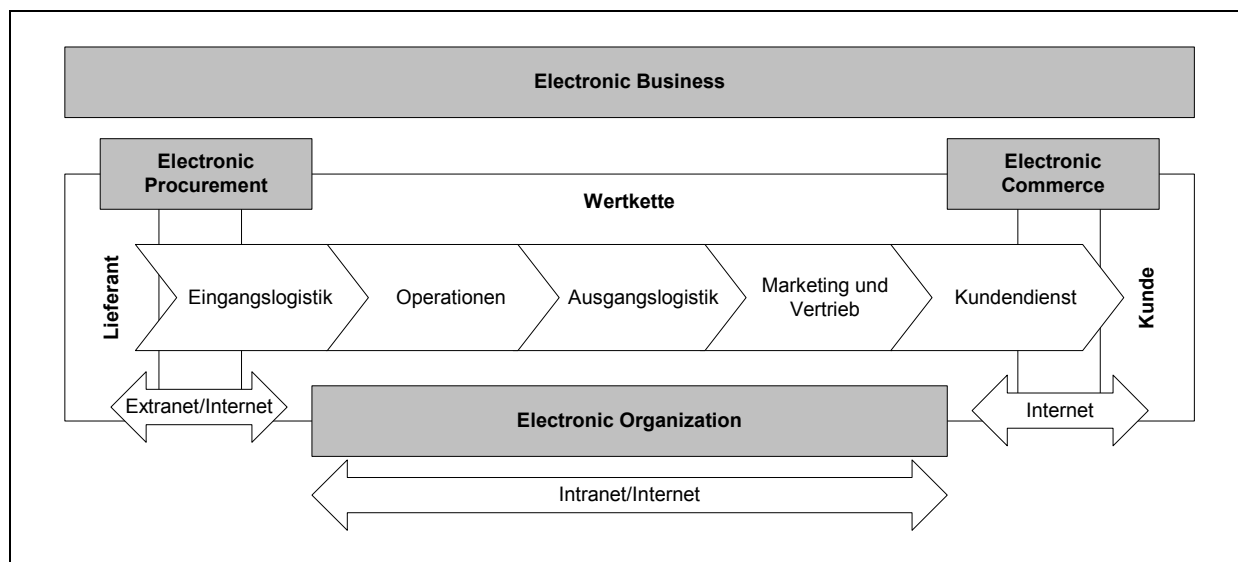 Electronic Business
Electronic
Procurement
Electronic
Commerce
Wertkette
Lieferant
Eingangslogistik
Operationen
Ausgangslogistik
Marketing und
Vertrieb
Kundendienst
Kunde
Extranet/Internet
Electronic Organization
Internet
Intranet/Internet